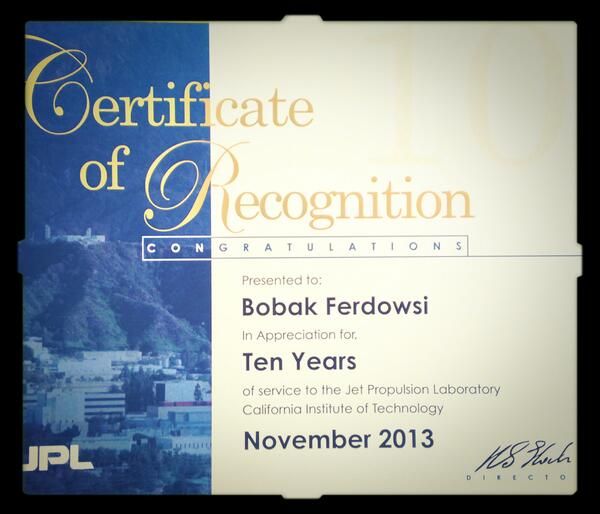 10
Certificate
of Recognition
CONGRATULATIONS
Presented to:
Bobak Ferdowsi
In Appreciation for,
Ten Years
of service to the Jet Propulsion Laboratory
California Institute of Technology
November 2013
JPL
DIRECTO